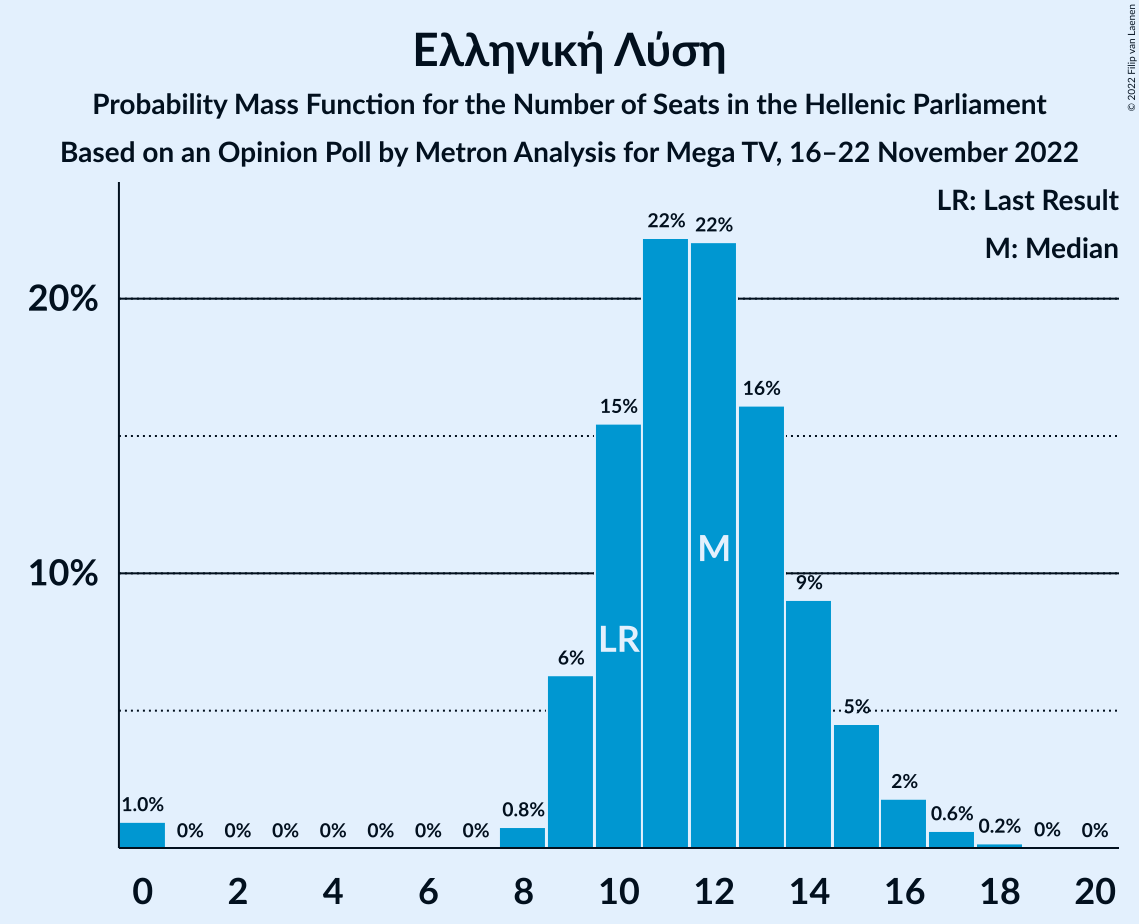 © 2022 Filip van Laenen
Ελληνική Λύση
Probability Mass Function for the Number of Seats in the Hellenic Parliament
Based on an Opinion Poll by Metron Analysis for Mega TV, 16–22 November 2022
LR: Last Result
M: Median
20%
10%
1.0% 0% 0% 0% 0% 0% 0% 0% 0.8% 6% 15% 22% 22% 16% 9% 5% 2% 0.6% 0.2% 0% 0%
LR
M
0 2 4 6 8 10 12 14 16 18 20